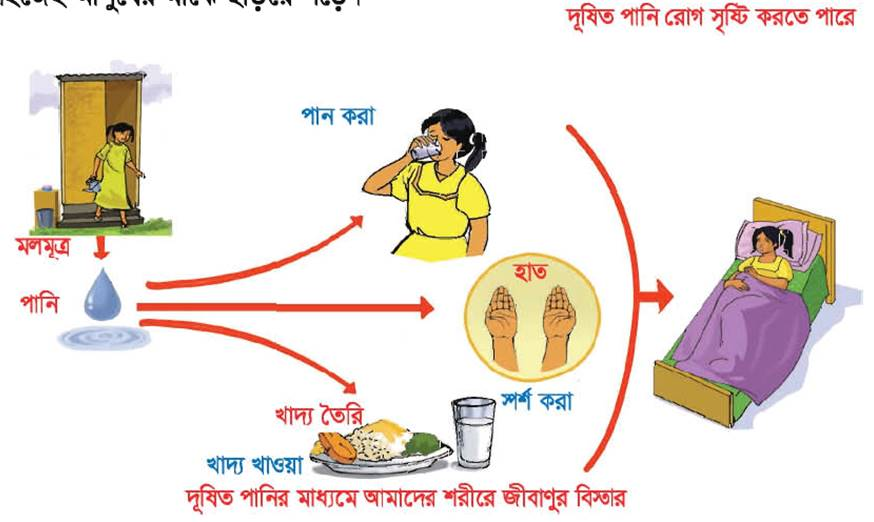 দূষিত পানি রোগ সৃষ্টি করতে পারে
পান করা
মলমূত্র
পানি
হাত
স্পর্শ করা
খাদ্য তৈরি
খাদ্য খাওয়া
দূষিত পানির মাধ্যমে আমাদের শরীরে জীবাণুর বিস্তার